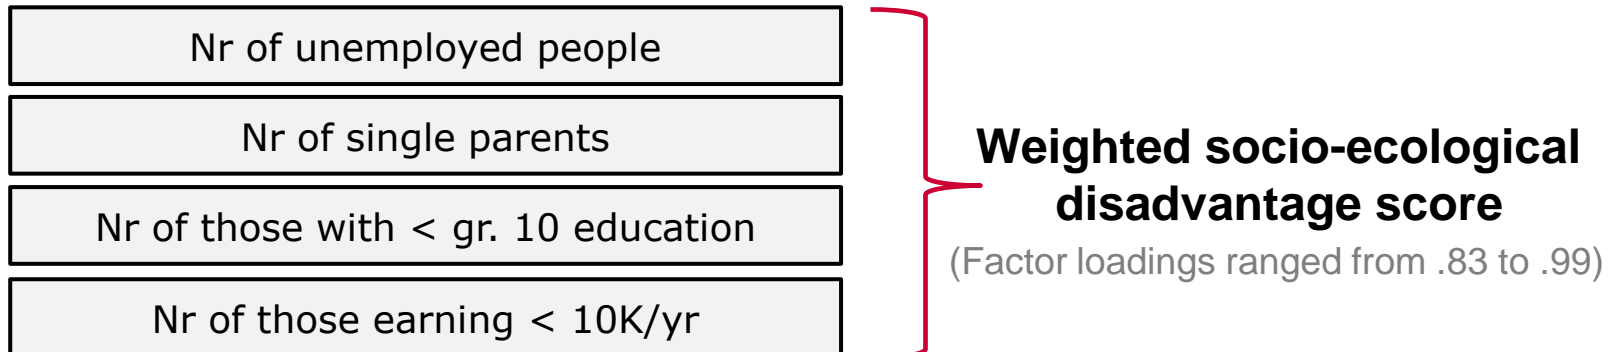 Nr of unemployed people
Nr of single parents
Nr of those with < gr. 10 education
Nr of those earning < 10K/yr
Weighted socio-ecological
disadvantage score
(Factor loadings ranged from .83 to .99)